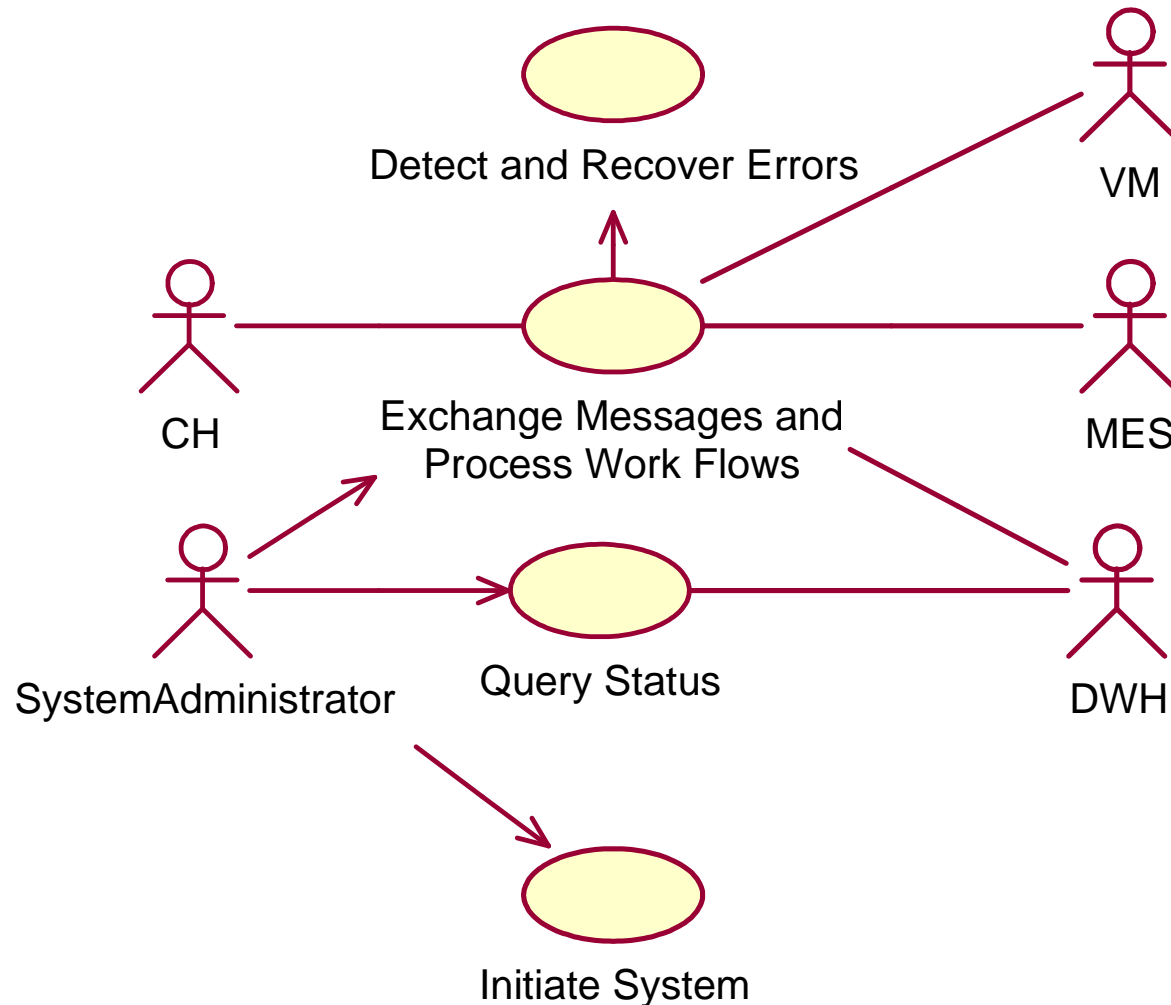 Detect and Recover Errors
VM
CH
Exchange Messages and
Process Work Flows
MES
SystemAdministrator
Query Status
DWH
Initiate System